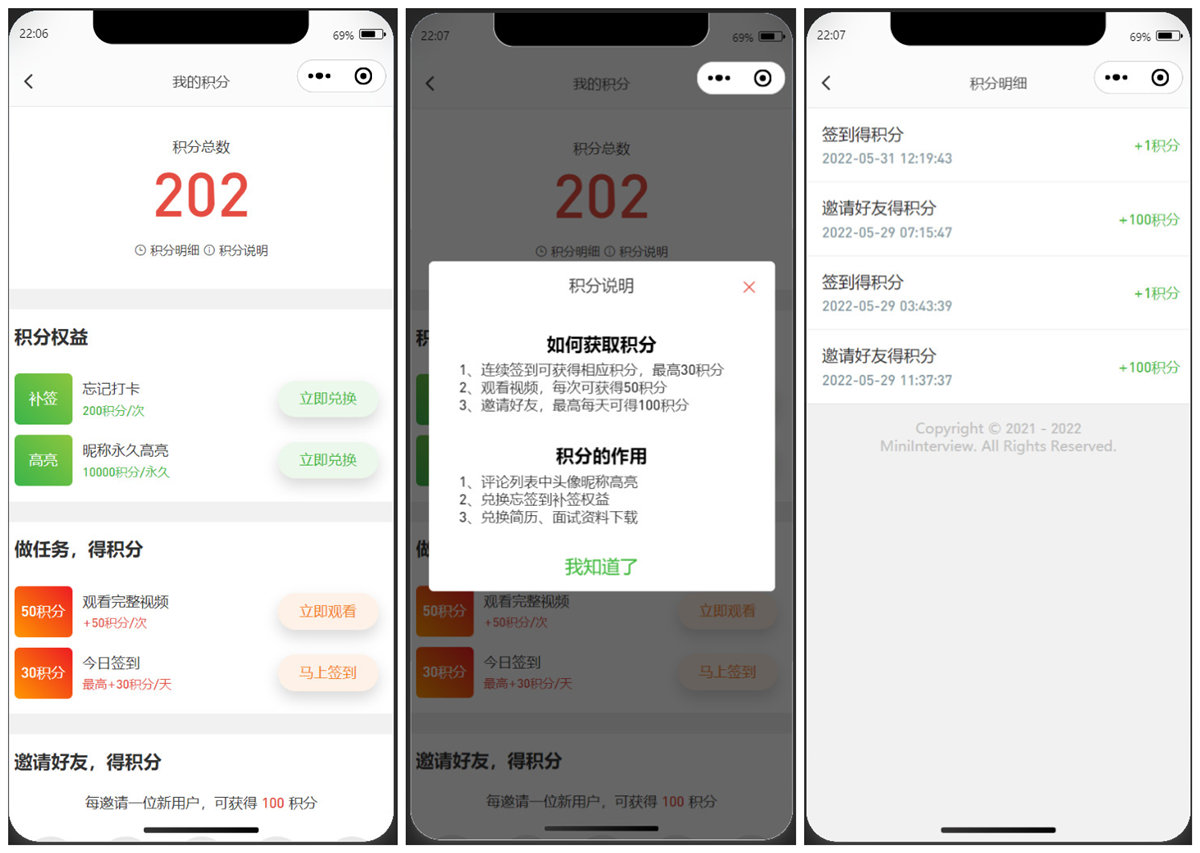 22:06
69%
我的积分
积分总数
202
积分明细 积分说明
积分权益
补签
忘记打卡
200积分/次
立即兑换
高亮
昵称永久高亮
10000积分/永久
立即兑换
做任务，得积分
50积分
观看完整视频
+50积分/次
立即观看
30积分
今日签到
最高+30积分/天
马上签到
邀请好友，得积分
每邀请一位新用户，可获得 100 积分
22:07
69%
我的积分
积分总数
202
积分明细 积分说明
积分说明
如何获取积分
1、连续签到可获得相应积分，最高30积分
2、观看视频，每次可获得50积分
3、邀请好友，最高每天可得100积分
积分的作用
1、评论列表中头像昵称高亮
2、兑换忘签到补签权益
3、兑换简历、面试资料下载
我知道了
50积分
观看完整视频
+50积分/次
立即观看
30积分
今日签到
最高+30积分/天
马上签到
邀请好友，得积分
每邀请一位新用户，可获得 100 积分
22:07
69%
积分明细
签到得积分
2022-05-31 12:19:43
+1积分
邀请好友得积分
2022-05-29 07:15:47
+100积分
签到得积分
2022-05-29 03:43:39
+1积分
邀请好友得积分
2022-05-29 11:37:37
+100积分
Copyright © 2021 - 2022
MiniInterview. All Rights Reserved.